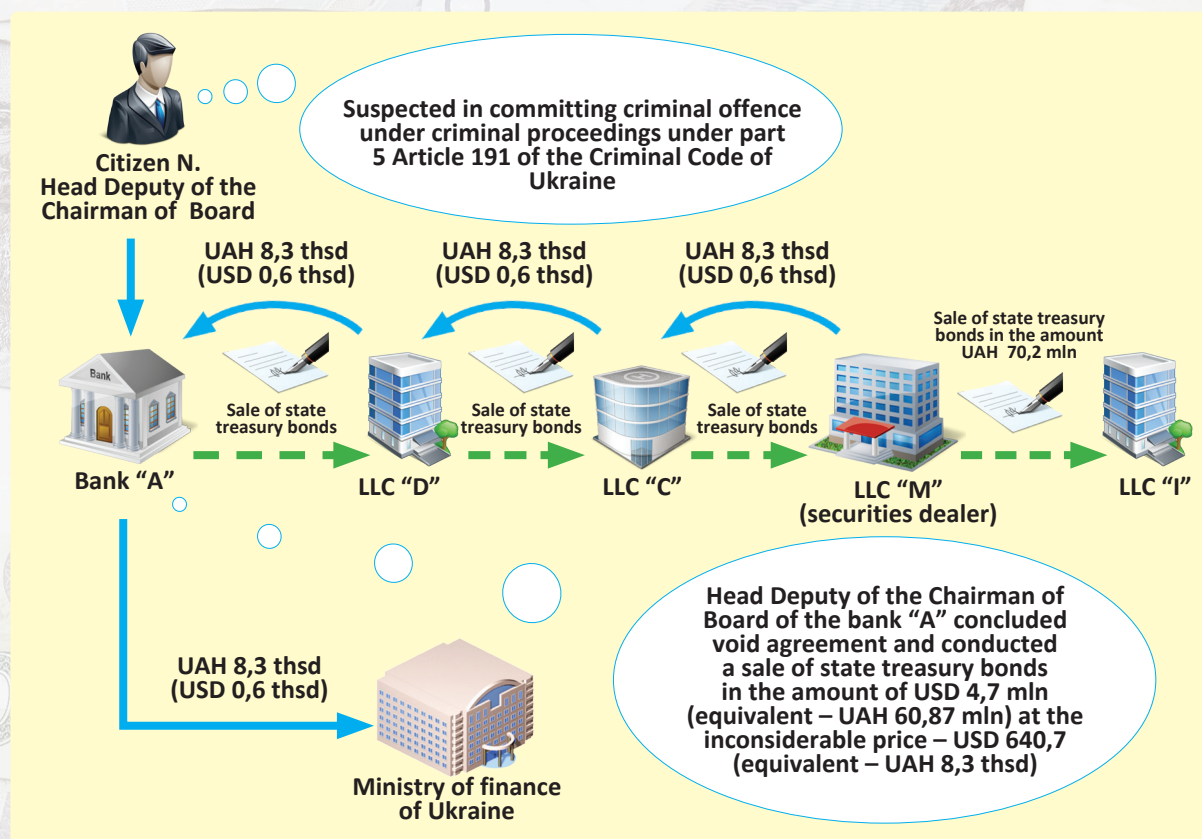 Suspected in committing criminal offence
under criminal proceedings under part
5 Article 191 of the Criminal Code of
Ukraine
Citizen N.
Head Deputy of the
Chairman of Board
UAH 8,3 thsd
(USD 0,6 thsd)
UAH 8,3 thsd
(USD 0,6 thsd)
UAH 8,3 thsd
(USD 0,6 thsd)
Sale of state treasury
bonds in the amount
UAH 70,2 mln
Bank
Sale of state
treasury bonds
Sale of state
treasury bonds
Sale of state
treasury bonds
Bank “A”
LLC “D”
LLC “C”
LLC “M”
(securities dealer)
LLC “I”
Head Deputy of the Chairman of
Board of the bank “A” concluded
void agreement and conducted
a sale of state treasury bonds
in the amount of USD 4,7 mln
(equivalent – UAH 60,87 mln) at the
inconsiderable price – USD 640,7
(equivalent – UAH 8,3 thsd)
UAH 8,3 thsd
(USD 0,6 thsd)
Ministry of finance
of Ukraine